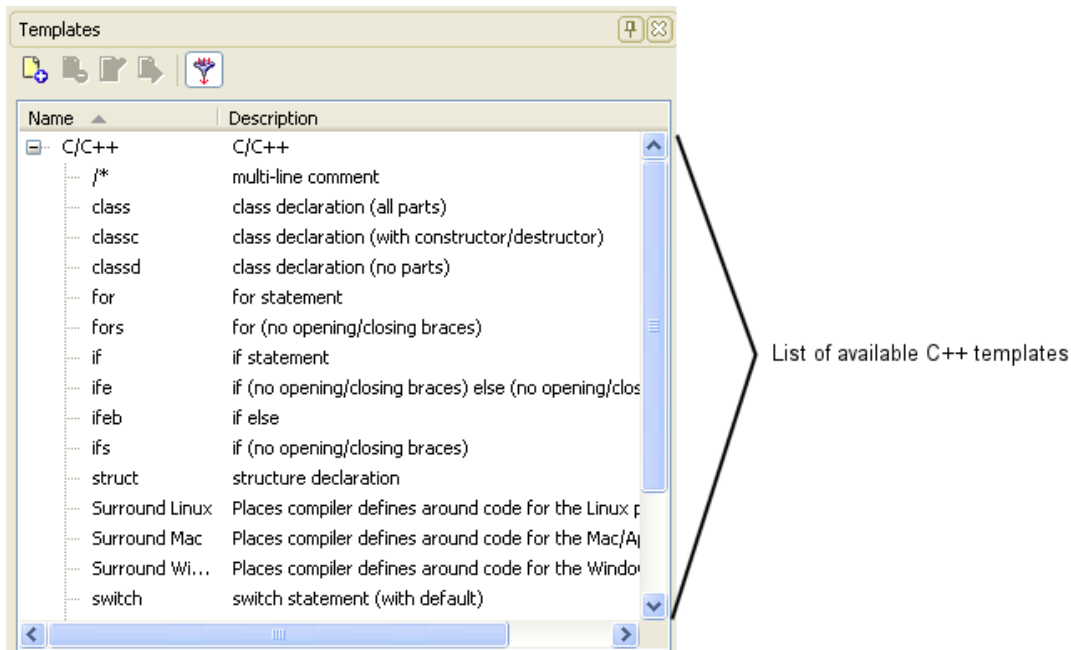 Templates
Name Description
C/C++ C/C++
/* multi-line comment
class class declaration (all parts)
classc class declaration (with constructor/destructor)
classd class declaration (no parts)
for for statement
fors for (no opening/closing braces)
if if statement
ife if (no opening/closing braces) else (no opening/clos
ifeb if else
ifs if (no opening/closing braces)
struct structure declaration
Surround Linux Places compiler defines around code for the Linux p
Surround Mac Places compiler defines around code for the Mac/Ap
Surround Wi... Places compiler defines around code for the Windo
switch switch statement (with default)
List of available C++ templates